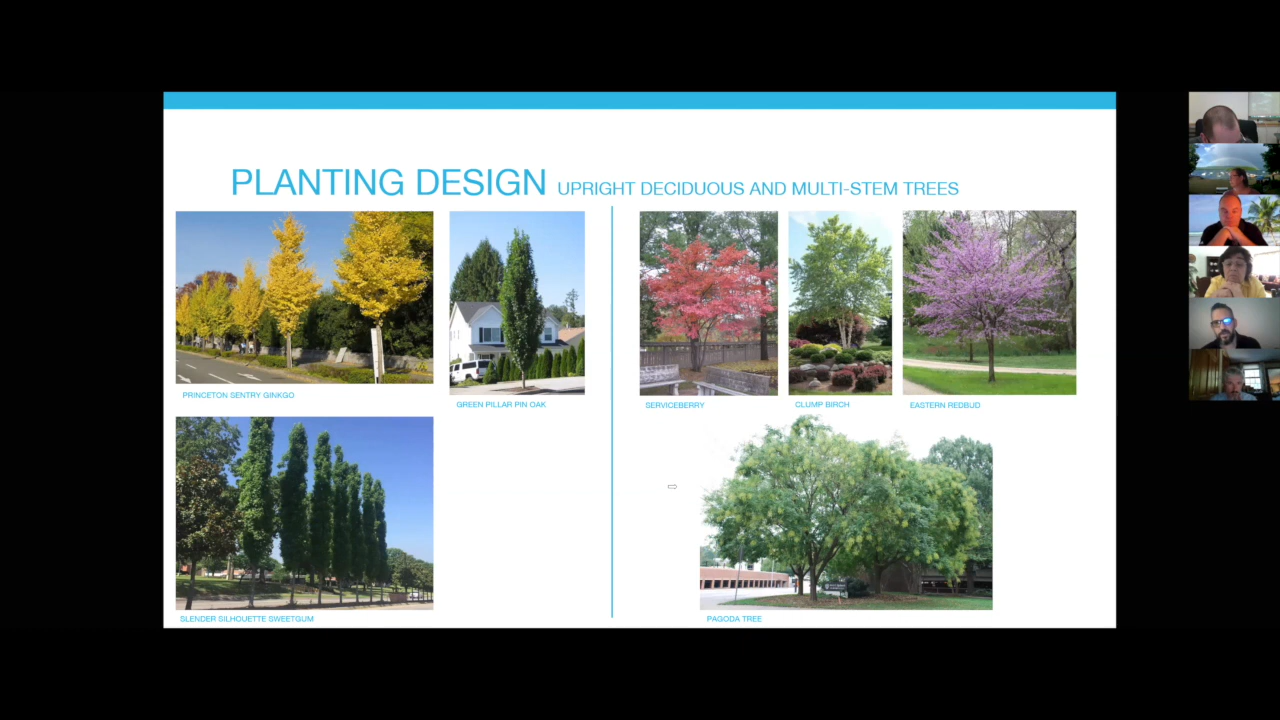 PLANTING DESIGN UPRIGHT DECIDUOUS AND MULTI-STEM TREES
PRINCETON SENTRY GINKGO
GREEN PILLAR PIN OAK
SERVICEBERRY
CLUMP BIRCH
EASTERN REDBUD
SLENDER SILHOUETTE SWEETGUM
PAGODA TREE